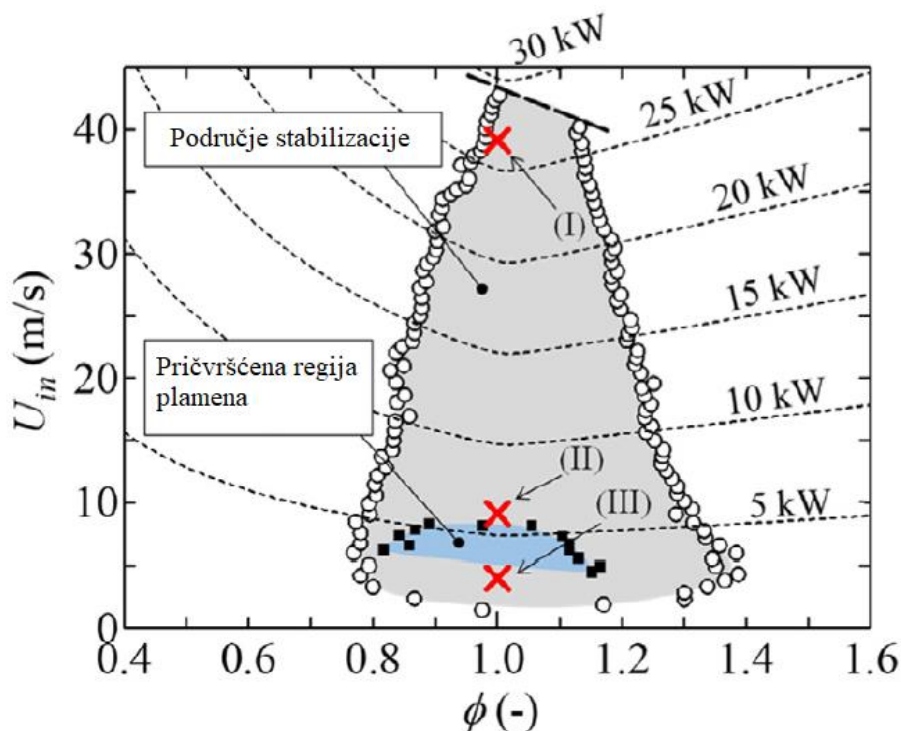 30 kW
25 kW
20 kW
15 kW
10 kW
5 kW
Područje stabilizacije
Pričvršćena regija
plamena
(I)
(II)
(III)
U_in (m/s)
40
30
20
10
0
0.4
0.6
0.8
1.0
1.2
1.4
1.6
ϕ (-)